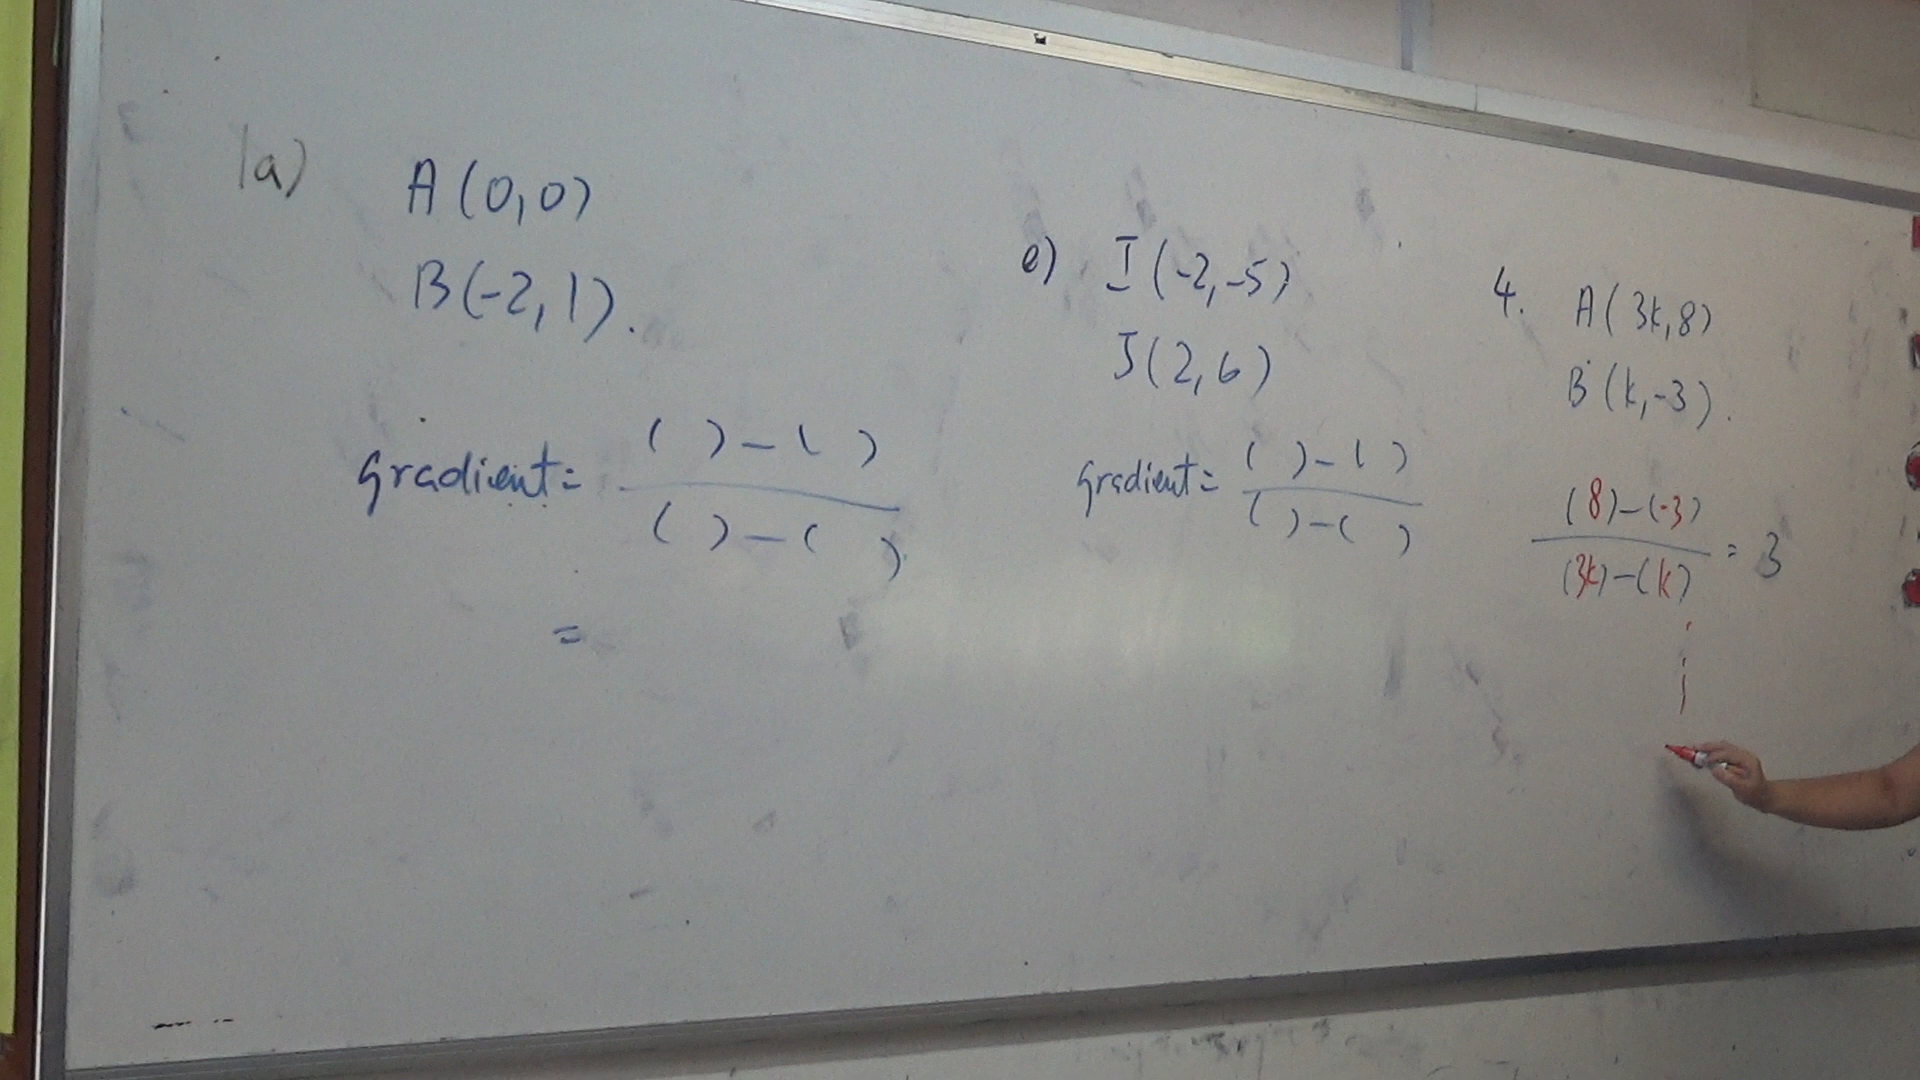 1a) A(0,0)
B(-2,1).
gradient = ( ) - ( )
( ) - ( )
=
e) I(-2,-5)
J(2,6)
gradient = ( ) - ( )
( ) - ( )
4. A(3k,8)
B(k,-3).
(8)-(-3)
(3k)-(k) = 3